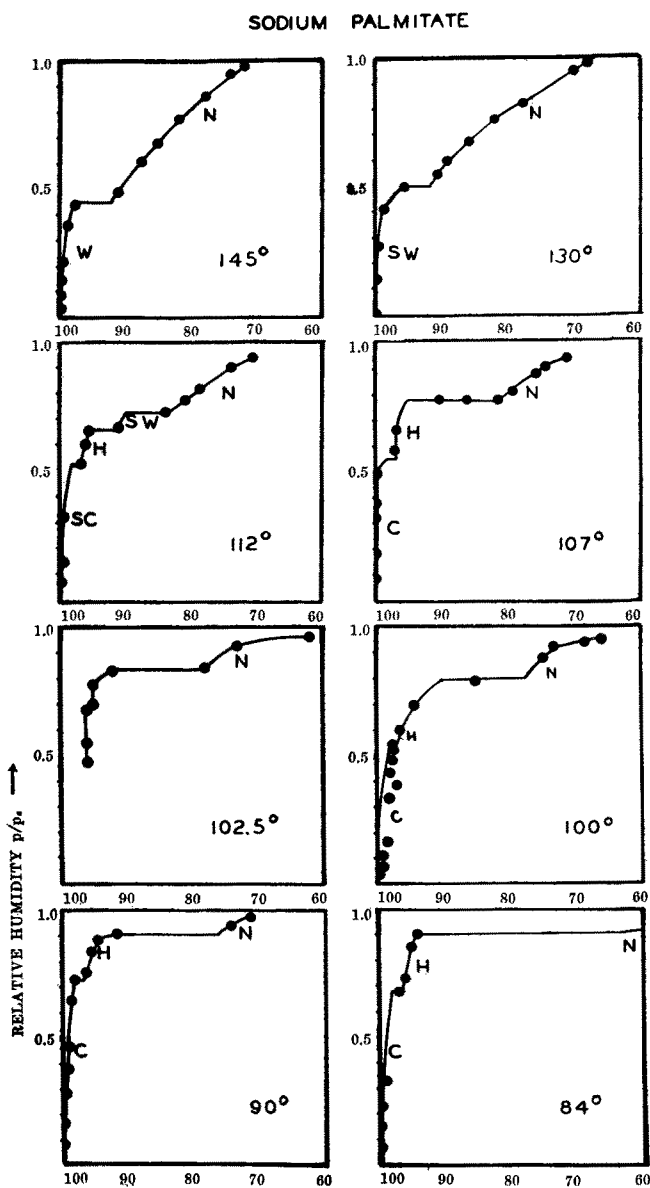 SODIUM PALMITATE
1.0 1.0
N N
0.5 0.5
W SW
145° 130°
100 90 80 70 60 100 90 80 70 60
1.0 1.0
N N
SW
H H
0.5 0.5
SC C
112° 107°
100 90 80 70 60 100 90 80 70 60
1.0 1.0
N N
H
0.5 0.5
C
102.5° 100°
100 90 80 70 60 100 90 80 70 60
1.0 1.0
N N
H H
0.5 0.5
C C
90° 84°
100 90 80 70 60 100 90 80 70 60
RELATIVE HUMIDITY p/p₀ →